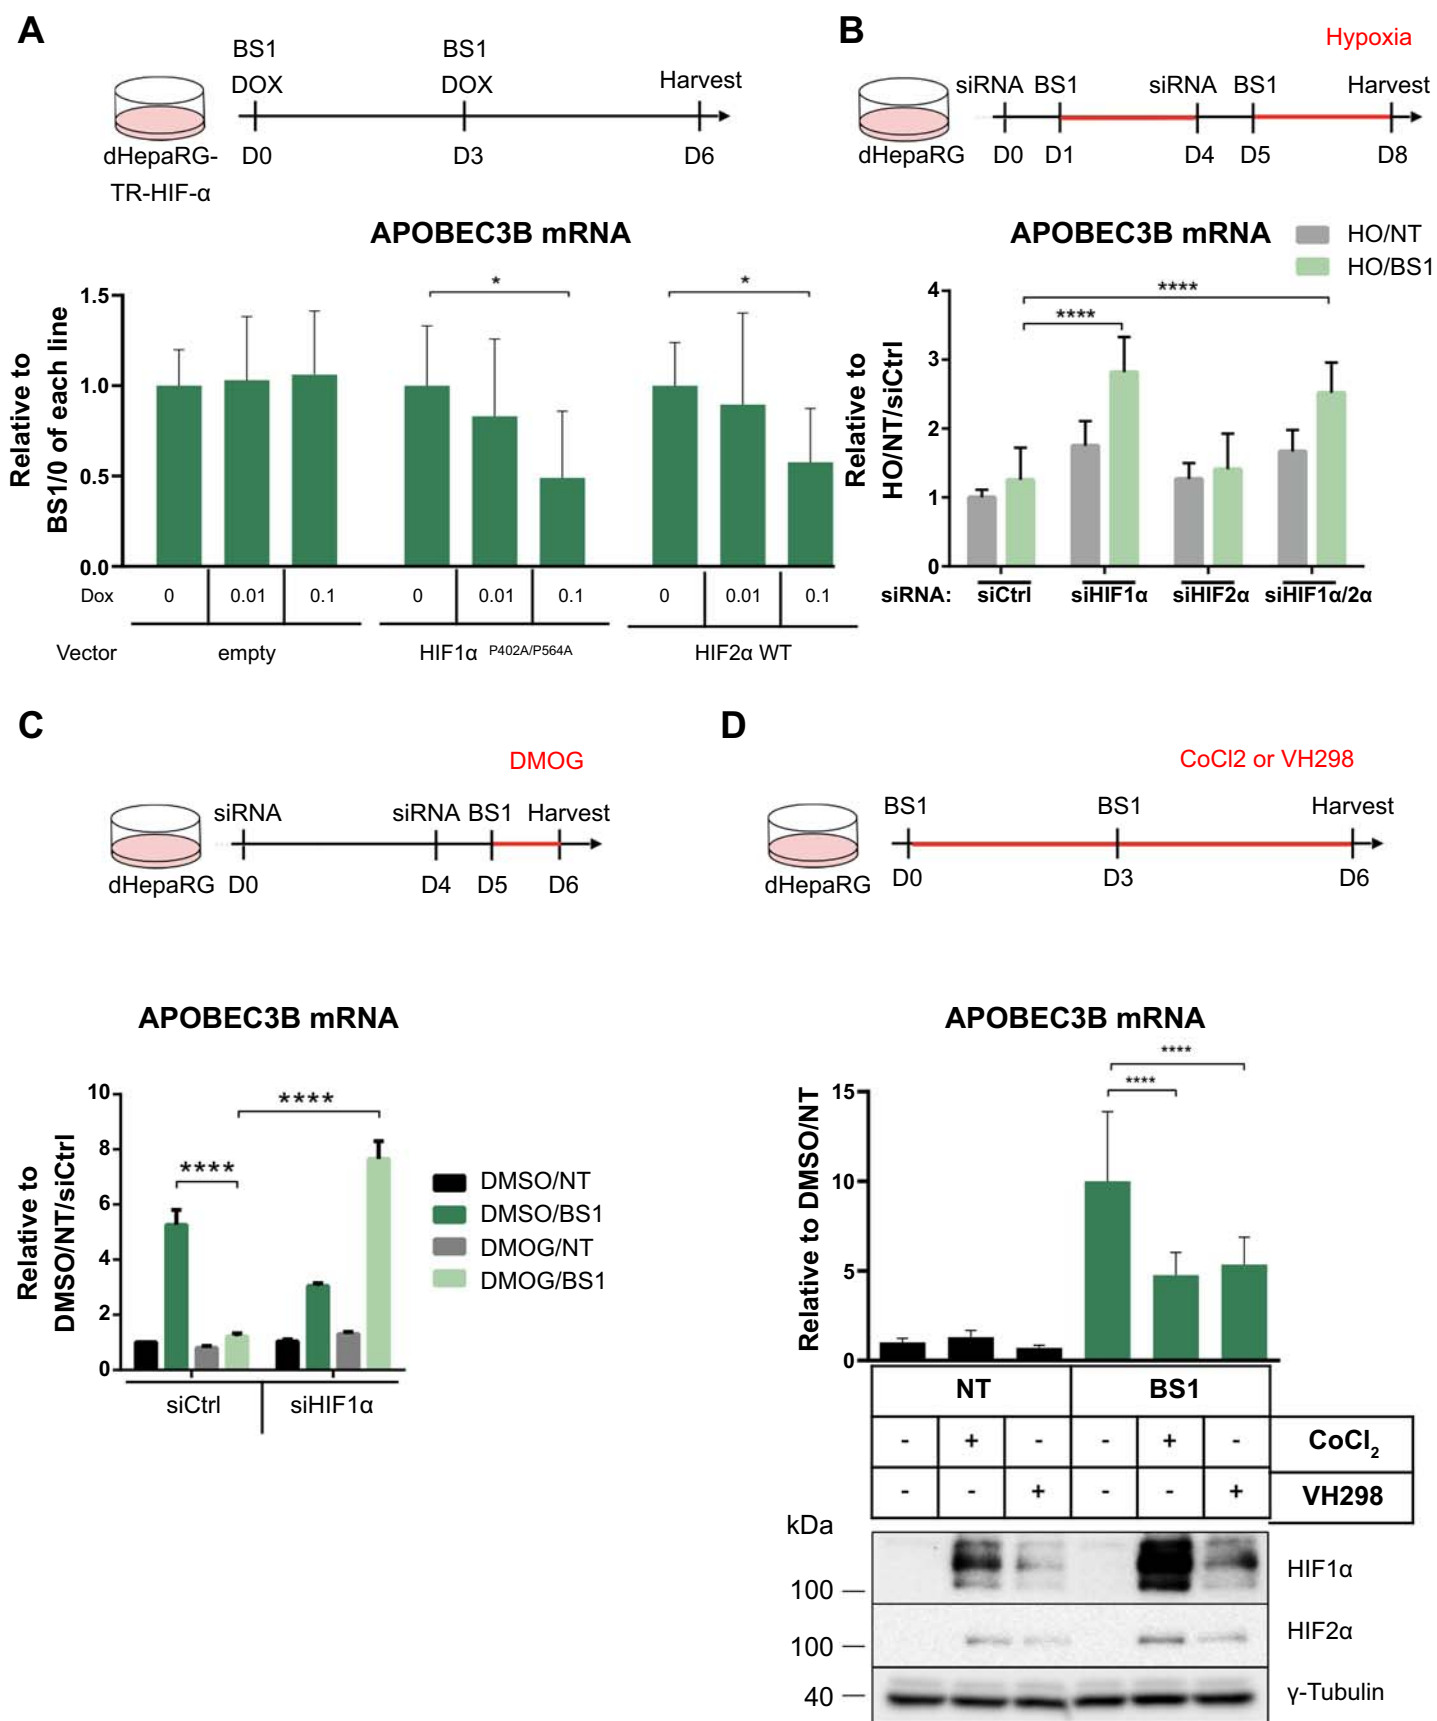 A
BS1 BS1
DOX DOX Harvest
dHepaRG- D0 D3 D6
TR-HIF-α
APOBEC3B mRNA
Relative to
BS1/0 of each line
1.5
1.0
0.5
0.0
* *
Dox 0 0.01 0.1 0 0.01 0.1 0 0.01 0.1
Vector empty HIF1α P402A/P564A HIF2α WT
B
Hypoxia
siRNA BS1 siRNA BS1 Harvest
dHepaRG D0 D1 D4 D5 D8
APOBEC3B mRNA
HO/NT
HO/BS1
Relative to
HO/NT/siCtrl
4
3
2
1
0
****
****
siRNA: siCtrl siHIF1α siHIF2α siHIF1α/2α
C
DMOG
siRNA siRNA BS1 Harvest
dHepaRG D0 D4 D5 D6
APOBEC3B mRNA
Relative to
DMSO/NT/siCtrl
10
8
6
4
2
0
****
****
DMSO/NT
DMSO/BS1
DMOG/NT
DMOG/BS1
siCtrl siHIF1α
D
CoCl2 or VH298
BS1 BS1 Harvest
dHepaRG D0 D3 D6
APOBEC3B mRNA
Relative to DMSO/NT
15
10
5
0
****
****
NT BS1
- + - - + - CoCl2
- - + - - + VH298
kDa
100 HIF1α
100 HIF2α
40 γ-Tubulin